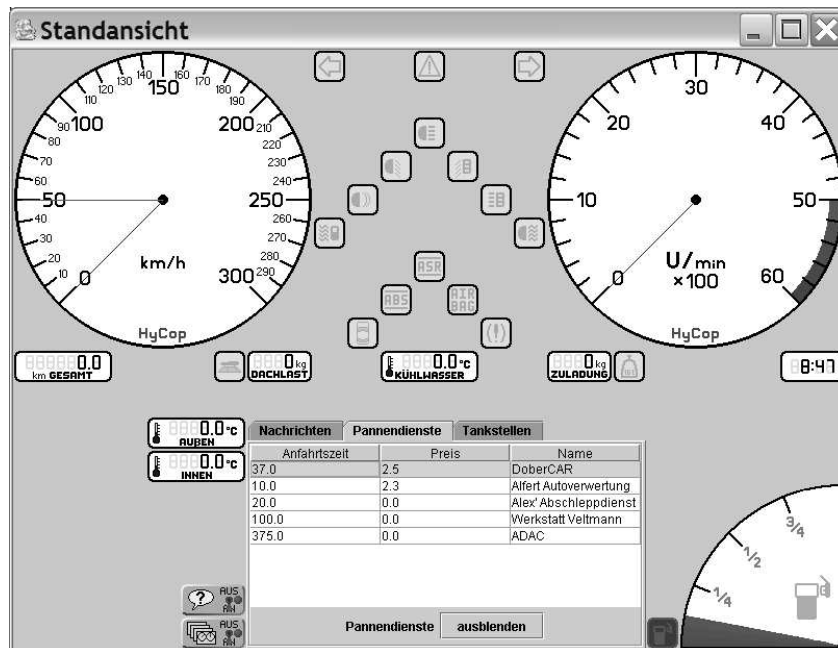 Standansicht
0
10
20
30
40
50
60
70
80
90
100
110
120
130
140
150
160
170
180
190
200
210
220
230
240
250
260
270
280
290
300
km/h
HyCop
0
10
20
30
40
50
60
U/min
×100
HyCop
ASR
ABS
AIR
BAG
0.0
km GESAMT
0kg
DACHLAST
0.0°C
KÜHLWASSER
0kg
ZULADUNG
8:47
0.0°C
AUßEN
0.0°C
INNEN
Nachrichten Pannendienste Tankstellen
Anfahrtszeit Preis Name
37.0 2.5 DoberCAR
10.0 2.3 Alfert Autoverwertung
20.0 0.0 Alex' Abschleppdienst
100.0 0.0 Werkstatt Veltmann
375.0 0.0 ADAC
3/4
1/2
1/4
? AUS
AN
AUS
AN
Pannendienste ausblenden